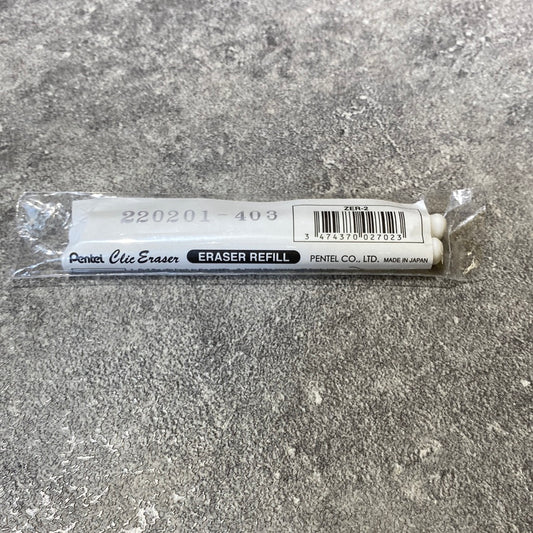 220201-403
ZER-2
3 474370 027023
Pentel Clic Eraser ERASER REFILL PENTEL CO., LTD. MADE IN JAPAN